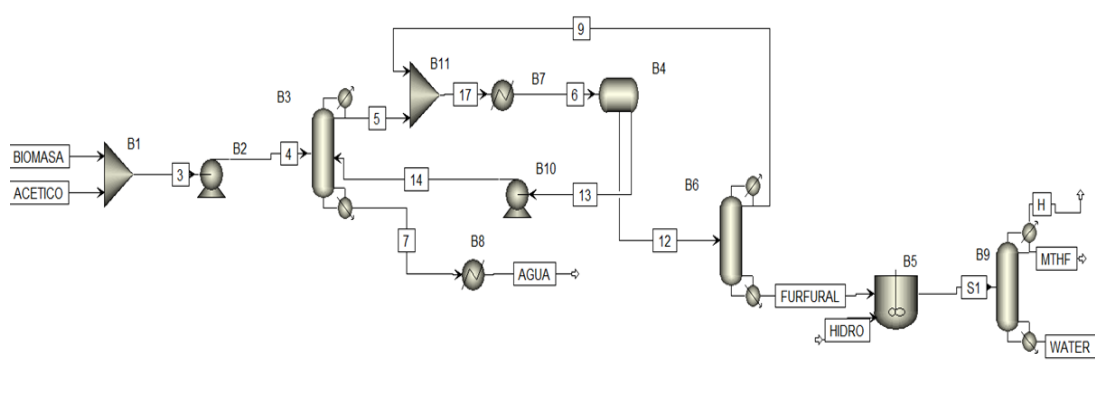 9
B11
B7
B4
B3
17
6
5
B1
BIOMASA
B2
4
3
ACETICO
14
B10
13
B6
H
7
B8
12
B9
MTHF
AGUA
B5
S1
FURFURAL
HIDRO
WATER